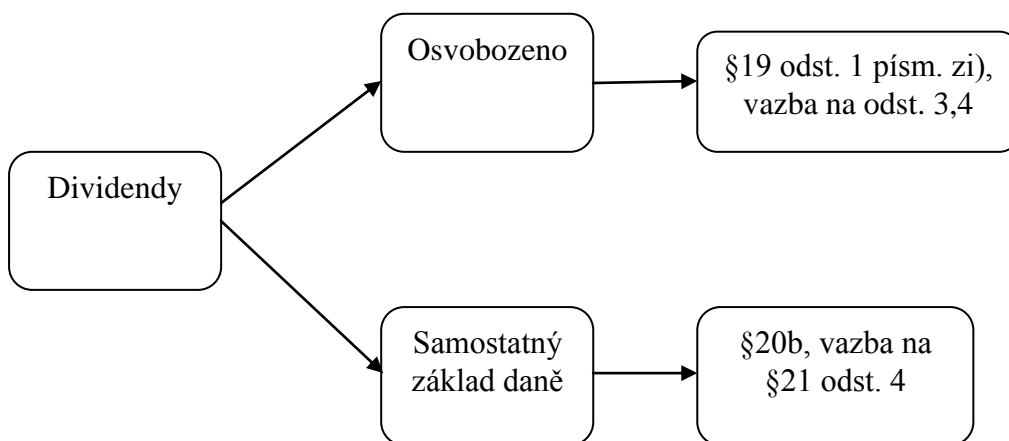 Dividendy
Osvobozeno
§19 odst. 1 písm. zi),
vazba na odst. 3,4
Samostatný
základ daně
§20b, vazba na
§21 odst. 4